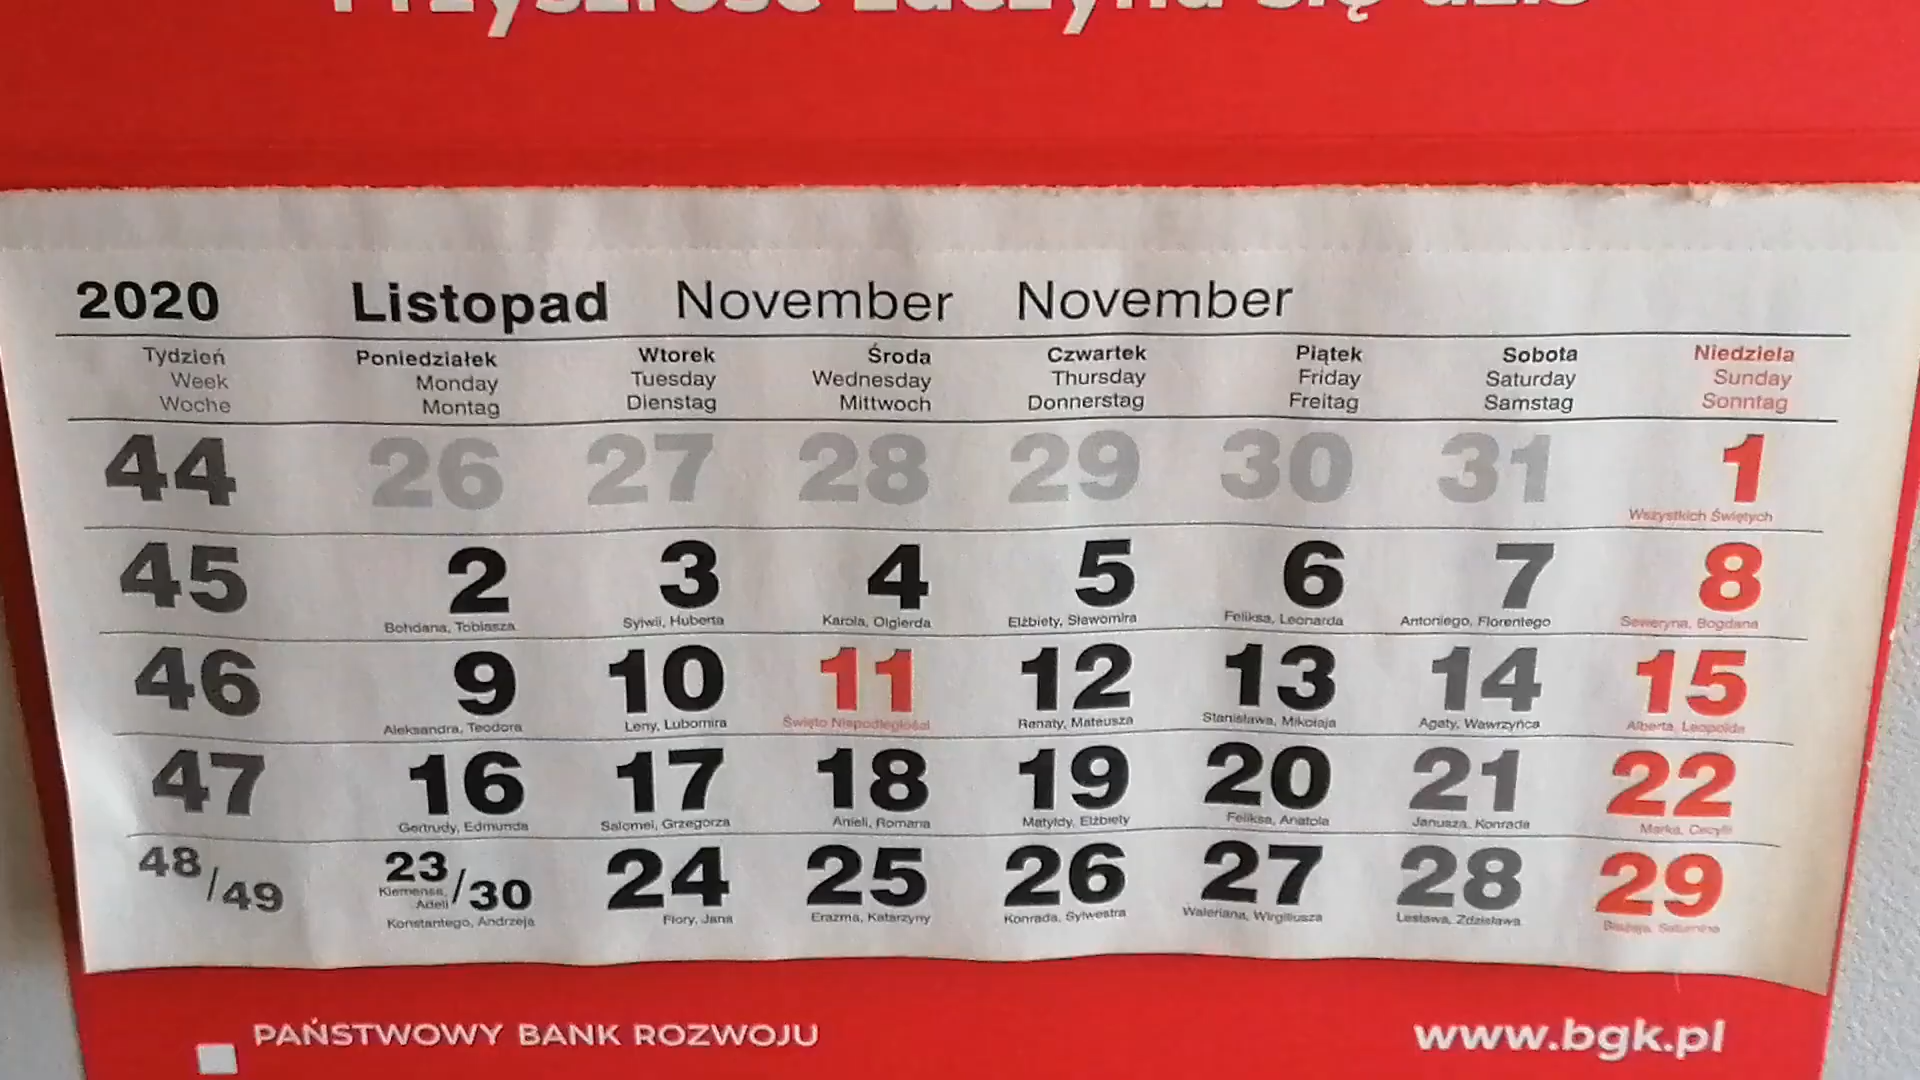 Przyszłość zaczyna się dziś
2020 Listopad November November
Tydzień Poniedziałek Wtorek Środa Czwartek Piątek Sobota Niedziela
Week Monday Tuesday Wednesday Thursday Friday Saturday Sunday
Woche Montag Dienstag Mittwoch Donnerstag Freitag Samstag Sonntag
44 26 27 28 29 30 31 1
Wszystkich Świętych
45 2 3 4 5 6 7 8
Bohdana, Tobiasza Sylwii, Huberta Karola, Olgierda Elżbiety, Sławomira Feliksa, Leonarda Antoniego, Florentego Seweryna, Bogdana
46 9 10 11 12 13 14 15
Aleksandra, Teodora Leny, Lubomira Święto Niepodległości Renaty, Mateusza Stanisława, Mikołaja Agaty, Wawrzyńca Alberta, Leopolda
47 16 17 18 19 20 21 22
Gertrudy, Edmunda Salomei, Grzegorza Anieli, Romana Matyldy, Elżbiety Feliksa, Anatola Janusza, Konrada Marka, Cecylii
48/49 23/30 24 25 26 27 28 29
Klemensa,
Adeli
Konstantego, Andrzeja Flory, Jana Erazma, Katarzyny Konrada, Sylwestra Waleriana, Wirgiliusza Lesława, Zdzisława Błażeja, Saturnina
PAŃSTWOWY BANK ROZWOJU www.bgk.pl